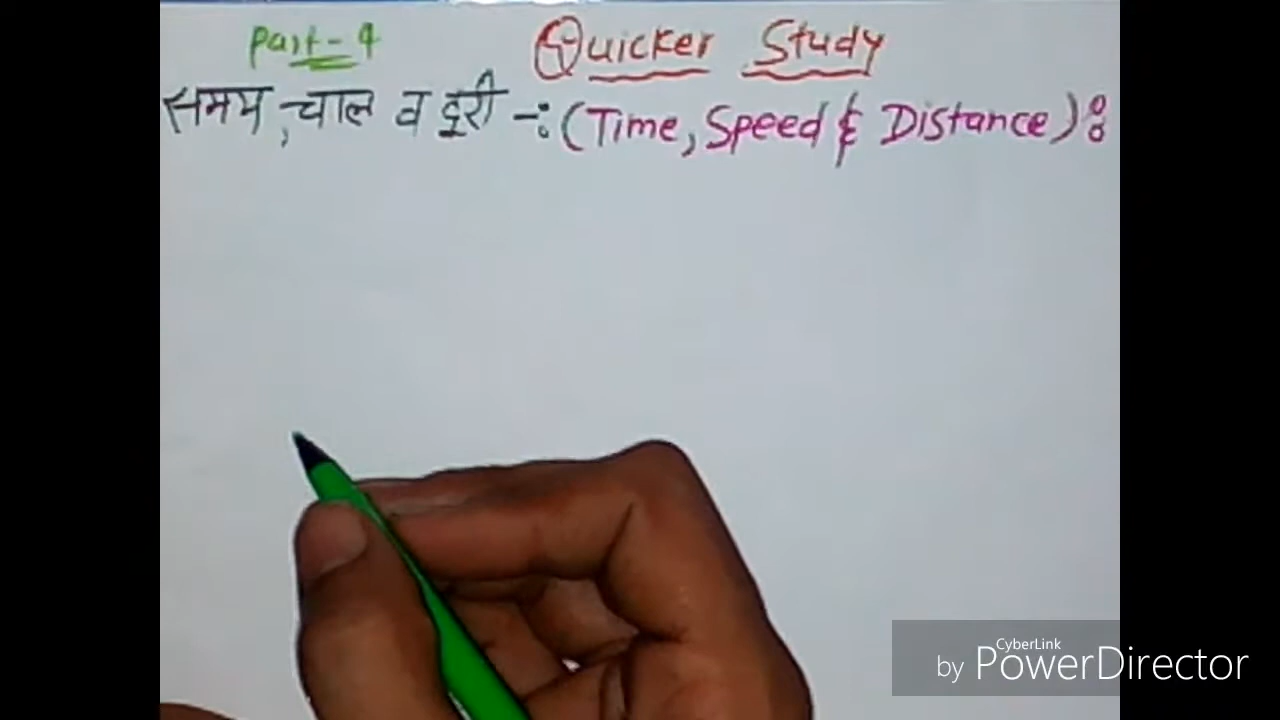 Part-4 Quicker Study
समय, चाल व दूरी -: (Time, Speed & Distance):
CyberLink
by PowerDirector